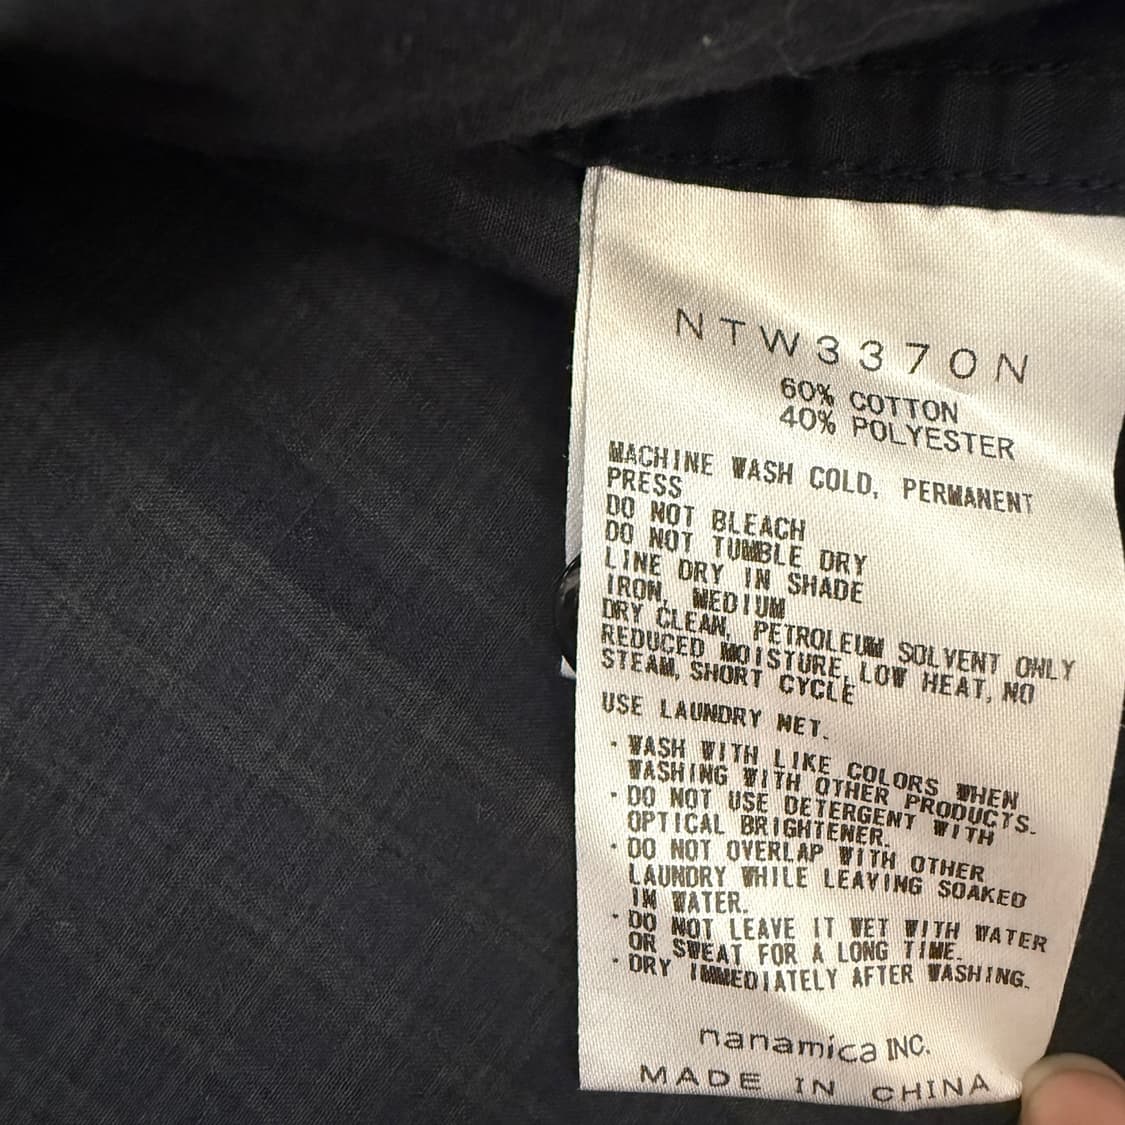 NTW3370N
60% COTTON
40% POLYESTER
MACHINE WASH COLD, PERMANENT
PRESS
DO NOT BLEACH
DO NOT TUMBLE DRY
LINE DRY IN SHADE
IRON, MEDIUM
DRY CLEAN, PETROLEUM SOLVENT ONLY
REDUCED MOISTURE, LOW HEAT, NO
STEAM, SHORT CYCLE
USE LAUNDRY NET.
・WASH WITH LIKE COLORS WHEN
WASHING WITH OTHER PRODUCTS.
・DO NOT USE DETERGENT WITH
OPTICAL BRIGHTENER.
・DO NOT OVERLAP WITH OTHER
LAUNDRY WHILE LEAVING SOAKED
IN WATER.
・DO NOT LEAVE IT WET WITH WATER
OR SWEAT FOR A LONG TIME.
・DRY IMMEDIATELY AFTER WASHING.
nanamica INC.
MADE IN CHINA